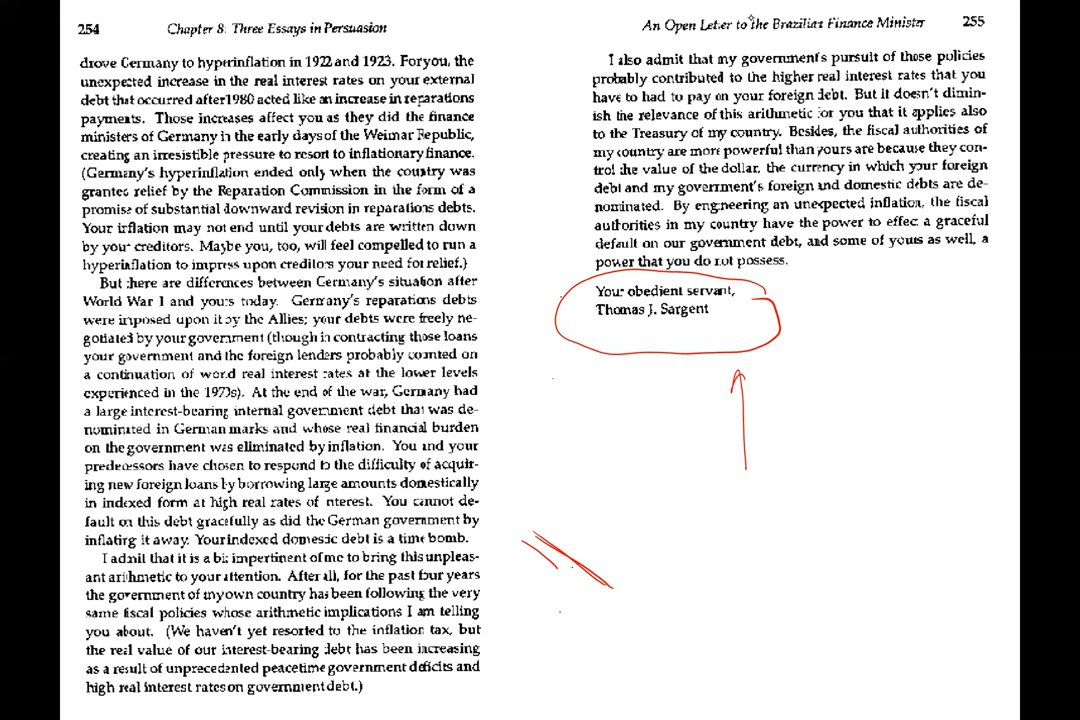 254 Chapter 8: Three Essays in Persuasion
drove Germany to hyperinflation in 1922 and 1923. For you, the
unexpected increase in the real interest rates on your external
debt that occurred after 1980 acted like an increase in reparations
payments. Those increases affect you as they did the finance
ministers of Germany in the early days of the Weimar Republic,
creating an irresistible pressure to resort to inflationary finance.
(Germany's hyperinflation ended only when the country was
granted relief by the Reparation Commission in the form of a
promise of substantial downward revision in reparations debts.
Your inflation may not end until your debts are written down
by your creditors. Maybe you, too, will feel compelled to run a
hyperinflation to impress upon creditors your need for relief.)
But there are differences between Germany's situation after
World War I and yours today. Germany's reparations debts
were imposed upon it by the Allies; your debts were freely ne-
gotiated by your government (though in contracting those loans
your government and the foreign lenders probably counted on
a continuation of world real interest rates at the lower levels
experienced in the 1970s). At the end of the war, Germany had
a large interest-bearing internal government debt that was de-
nominated in German marks and whose real financial burden
on the government was eliminated by inflation. You and your
predecessors have chosen to respond to the difficulty of acquir-
ing new foreign loans by borrowing large amounts domestically
in indexed form at high real rates of interest. You cannot de-
fault on this debt gracefully as did the German government by
inflating it away. Your indexed domestic debt is a time bomb.
I admit that it is a bit impertinent of me to bring this unpleas-
ant arithmetic to your attention. After all, for the past four years
the government of my own country has been following the very
same fiscal policies whose arithmetic implications I am telling
you about. (We haven't yet resorted to the inflation tax, but
the real value of our interest-bearing debt has been increasing
as a result of unprecedented peacetime government deficits and
high real interest rates on government debt.)
An Open Letter to the Brazilian Finance Minister 255
I also admit that my government's pursuit of those policies
probably contributed to the higher real interest rates that you
have to had to pay on your foreign debt. But it doesn't dimin-
ish the relevance of this arithmetic for you that it applies also
to the Treasury of my country. Besides, the fiscal authorities of
my country are more powerful than yours are because they con-
trol the value of the dollar, the currency in which your foreign
debt and my government's foreign and domestic debts are de-
nominated. By engineering an unexpected inflation, the fiscal
authorities in my country have the power to effect a graceful
default on our government debt, and some of yours as well, a
power that you do not possess.
Your obedient servant,
Thomas J. Sargent